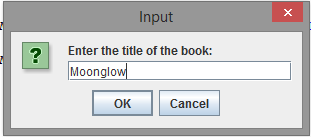 Input
Enter the title of the book:
Moonglow
OK Cancel